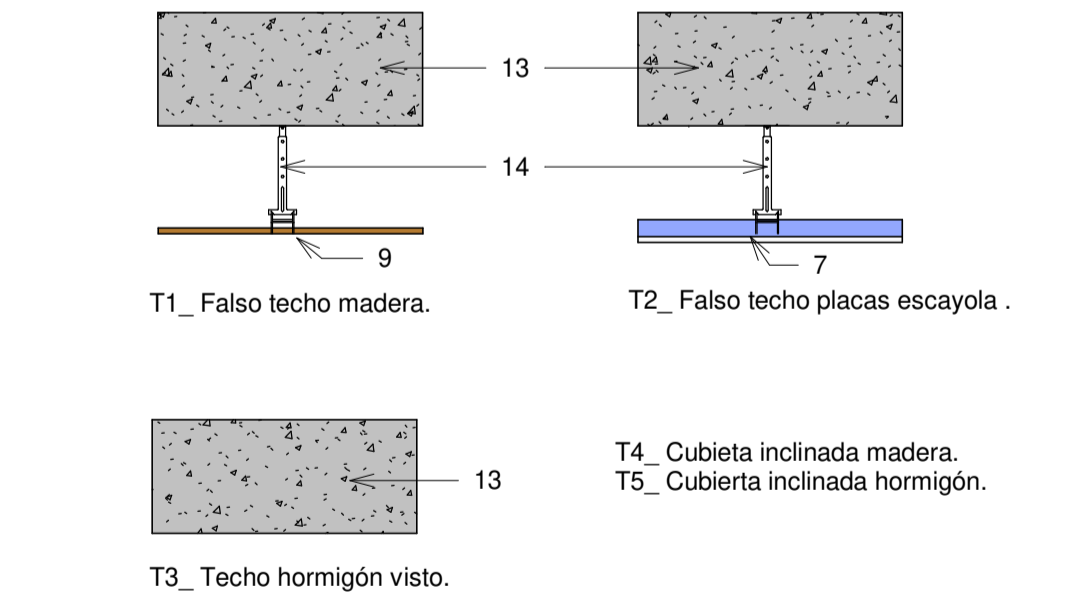 13
14
9
7
T1_ Falso techo madera.
T2_ Falso techo placas escayola .
13
T4_ Cubieta inclinada madera.
T5_ Cubierta inclinada hormigón.
T3_ Techo hormigón visto.